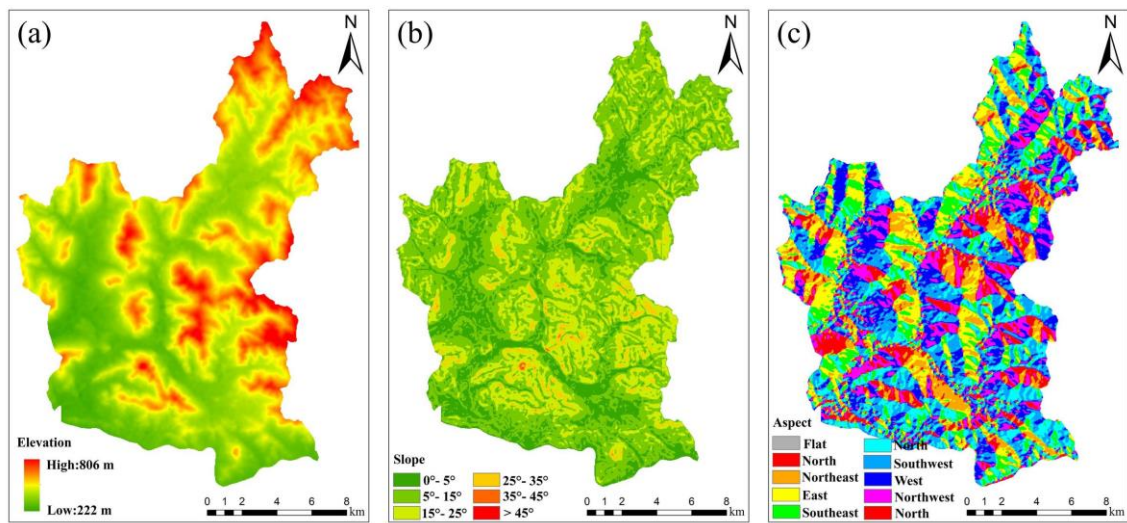 (a)
N
Elevation
High:806 m
Low:222 m
0 1 2 4 6 8
km
(b)
N
Slope
0°- 5°
5°- 15°
15°- 25°
25°- 35°
35°- 45°
> 45°
0 1 2 4 6 8
km
(c)
N
Aspect
Flat
North
Northeast
East
Southeast
North
Southwest
West
Northwest
North
0 1 2 4 6 8
km